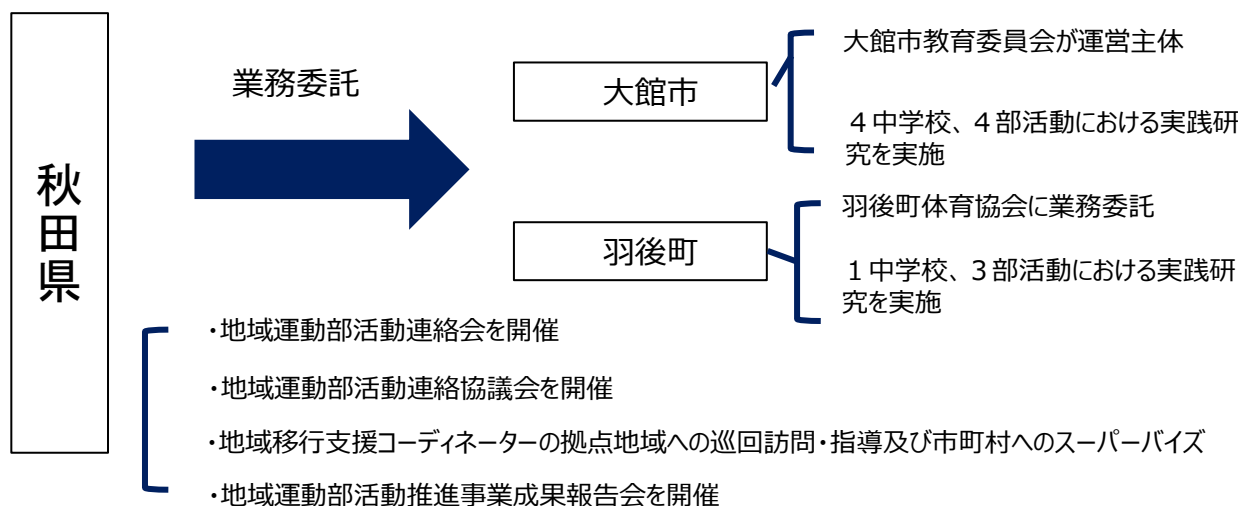 秋田県
業務委託
大館市
大館市教育委員会が運営主体
４中学校、４部活動における実践研
究を実施
羽後町
羽後町体育協会に業務委託
１中学校、３部活動における実践研
究を実施
・地域運動部活動連絡会を開催
・地域運動部活動連絡協議会を開催
・地域移行支援コーディネーターの拠点地域への巡回訪問・指導及び市町村へのスーパーバイズ
・地域運動部活動推進事業成果報告会を開催